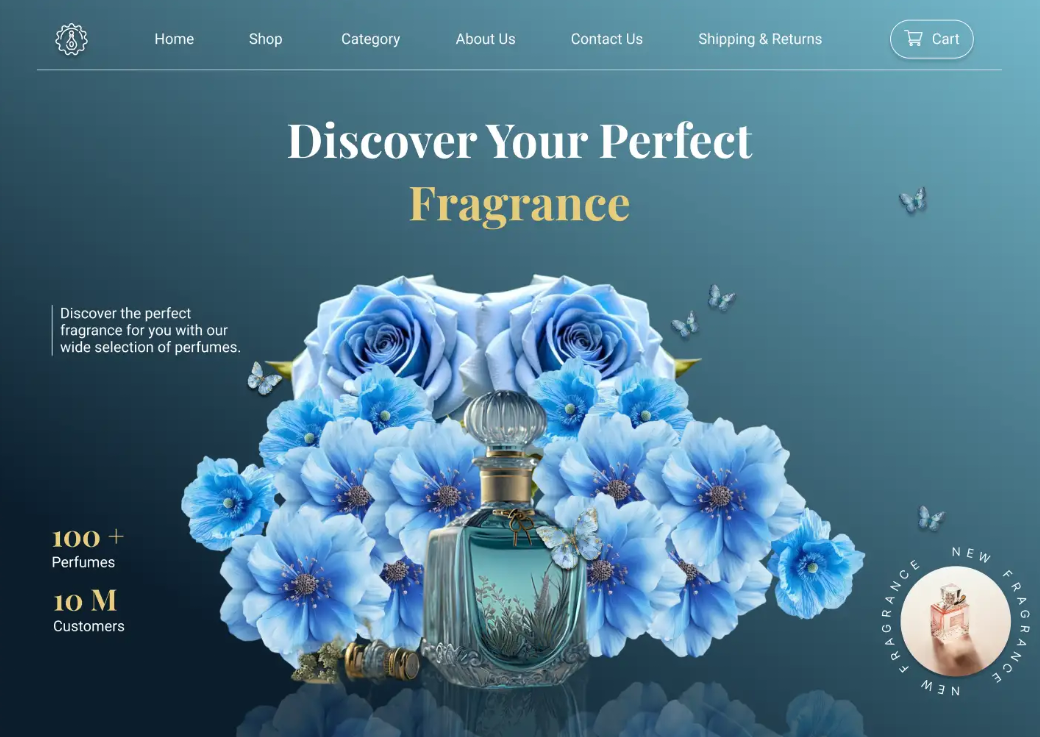 Home
Shop
Category
About Us
Contact Us
Shipping & Returns
Cart
Discover Your Perfect
Fragrance
Discover the perfect
fragrance for you with our
wide selection of perfumes.
100 +
Perfumes
10 M
Customers
NEW FRAGRANCE NEW FRAGRANCE